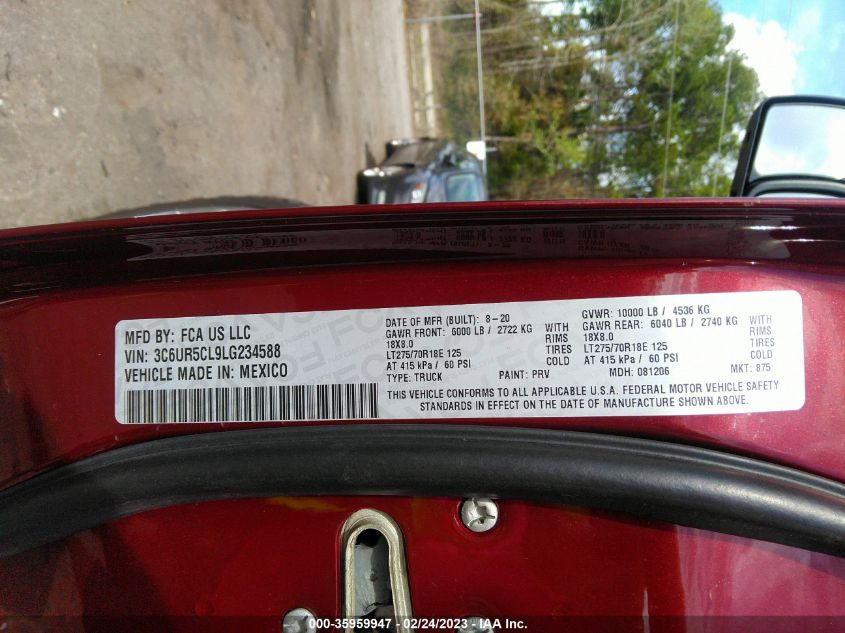 MFD BY: FCA US LLC
VIN: 3C6UR5CL9LG234588
VEHICLE MADE IN: MEXICO
DATE OF MFR (BUILT): 8-20
GAWR FRONT: 6000 LB / 2722 KG WITH
18X8.0 RIMS
LT275/70R18E 125 TIRES
AT 415 kPa / 60 PSI COLD
TYPE: TRUCK PAINT: PRV
GVWR: 10000 LB / 4536 KG
GAWR REAR: 6040 LB / 2740 KG WITH
18X8.0 RIMS
LT275/70R18E 125 TIRES
AT 415 kPa / 60 PSI COLD
MDH: 081206 MKT: 875
THIS VEHICLE CONFORMS TO ALL APPLICABLE U.S.A. FEDERAL MOTOR VEHICLE SAFETY
STANDARDS IN EFFECT ON THE DATE OF MANUFACTURE SHOWN ABOVE.
000-35959947 - 02/24/2023 - IAA Inc.